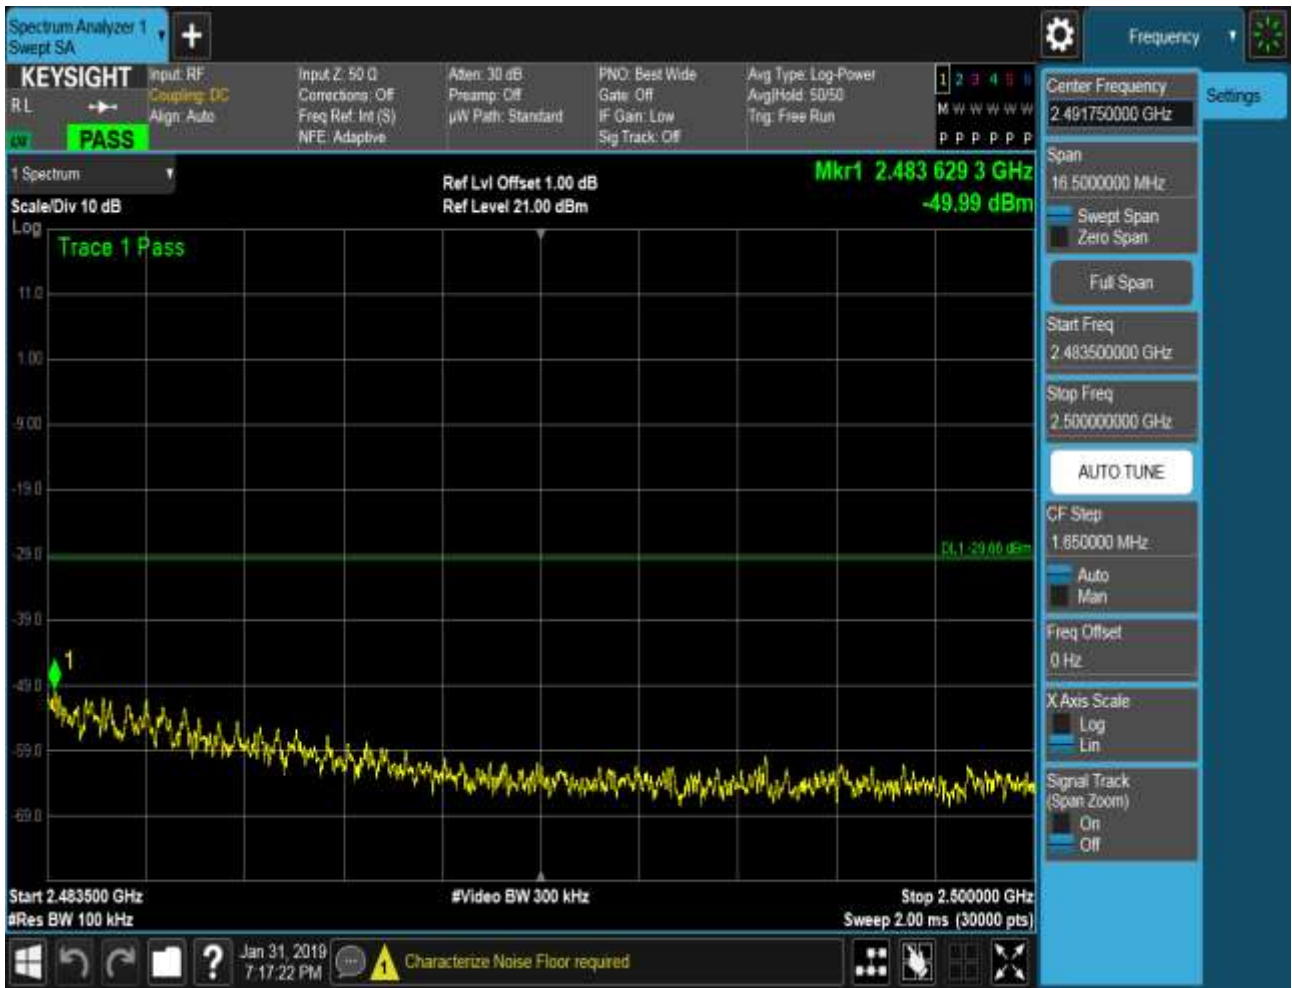 Spectrum Analyzer 1
Swept SA
+
Frequency
KEYSIGHT
R L
PASS
Input: RF
Coupling: DC
Align: Auto
Input Z: 50 Ω
Corrections: Off
Freq Ref: Int (S)
NFE: Adaptive
Atten: 30 dB
Preamp: Off
µW Path: Standard
PNO: Best Wide
Gate: Off
IF Gain: Low
Sig Track: Off
Avg Type: Log-Power
Avg|Hold: 50/50
Trig: Free Run
1 2 3 4 5 6
M W W W W W
P P P P P P
1 Spectrum
Scale/Div 10 dB
Log
Ref Lvl Offset 1.00 dB
Ref Level 21.00 dBm
Mkr1 2.483 629 3 GHz
-49.99 dBm
Trace 1 Pass
11.0
1.00
-9.00
-19.0
-29.0
DL1 -29.66 dBm
-39.0
1
-49.0
-59.0
-69.0
Start 2.483500 GHz
#Video BW 300 kHz
Stop 2.500000 GHz
#Res BW 100 kHz
Sweep 2.00 ms (30000 pts)
Center Frequency
2.491750000 GHz
Settings
Span
16.5000000 MHz
Swept Span
Zero Span
Full Span
Start Freq
2.483500000 GHz
Stop Freq
2.500000000 GHz
AUTO TUNE
CF Step
1.650000 MHz
Auto
Man
Freq Offset
0 Hz
X Axis Scale
Log
Lin
Signal Track
(Span Zoom)
On
Off
?
Jan 31, 2019
7:17:22 PM
1
Characterize Noise Floor required